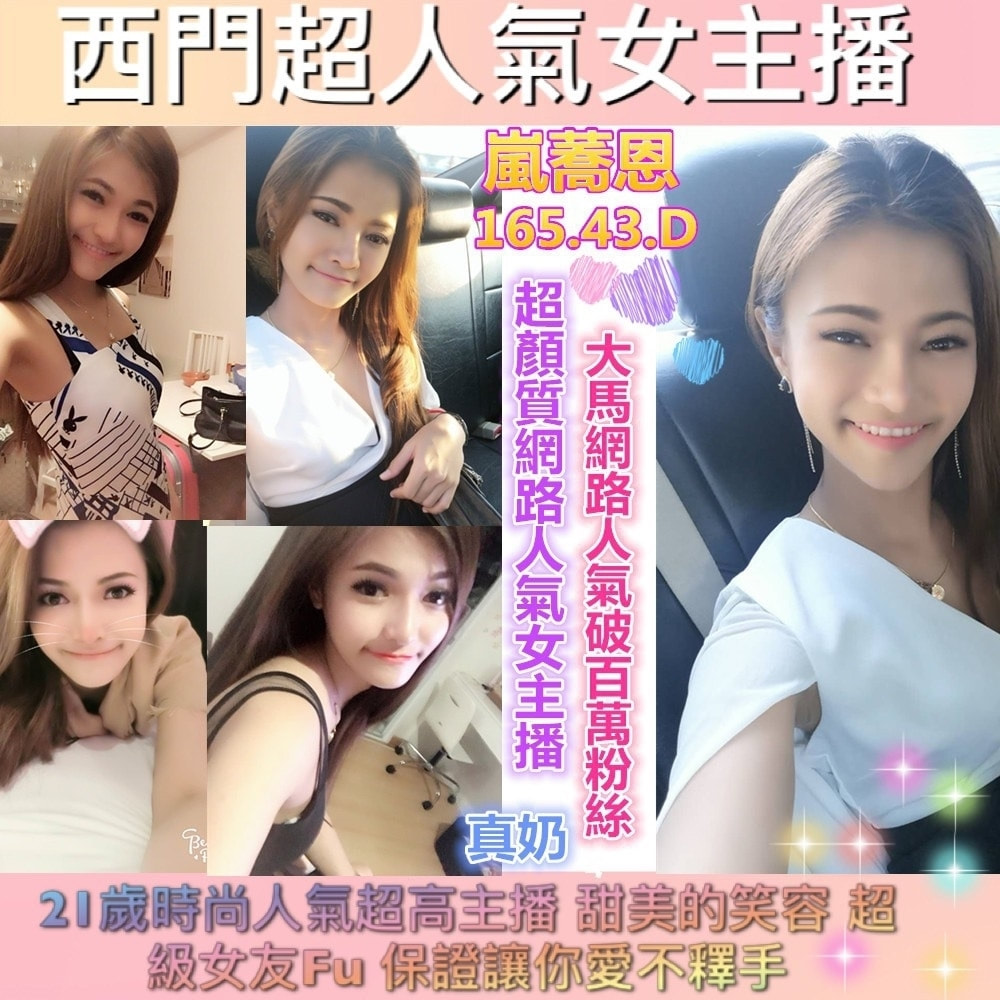 西門超人氣女主播
嵐蕎恩
165.43.D
大馬網路人氣破百萬粉絲
超顏質網路人氣女主播
真奶
21歲時尚人氣超高主播 甜美的笑容 超
級女友Fu 保證讓你愛不釋手